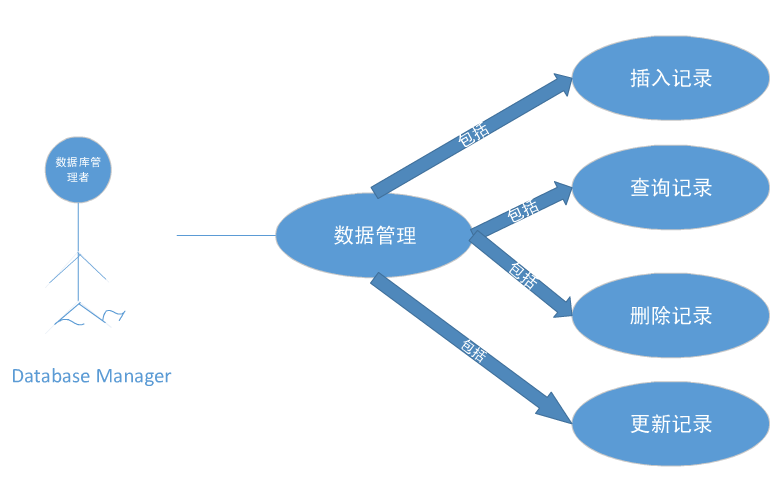 插入记录
包括
数据库管
理者
查询记录
包括
数据管理
包括
删除记录
包括
Database Manager
更新记录